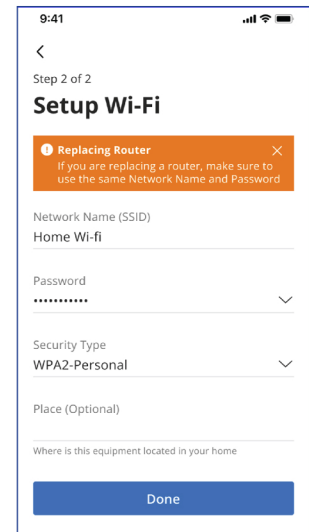 9:41
Step 2 of 2
Setup Wi-Fi
Replacing Router
If you are replacing a router, make sure to
use the same Network Name and Password
Network Name (SSID)
Home Wi-fi
Password
•••••••••••
Security Type
WPA2-Personal
Place (Optional)
Where is this equipment located in your home
Done